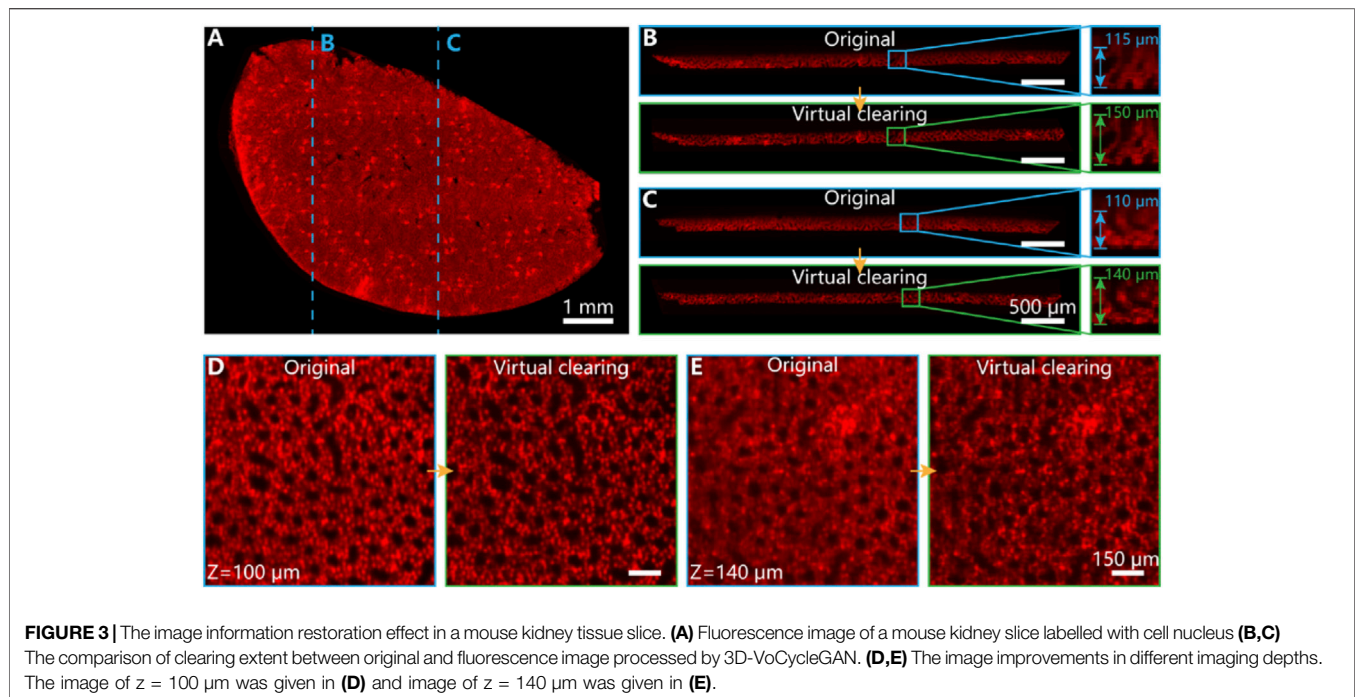 A
B
C
1 mm
B
Original
115 µm
Virtual clearing
150 µm
C
Original
110 µm
Virtual clearing
140 µm
500 µm
D
Original
Z=100 µm
Virtual clearing
E
Original
Z=140 µm
Virtual clearing
150 µm
FIGURE 3 | The image information restoration effect in a mouse kidney tissue slice. (A) Fluorescence image of a mouse kidney slice labelled with cell nucleus (B,C)
The comparison of clearing extent between original and fluorescence image processed by 3D-VoCycleGAN. (D,E) The image improvements in different imaging depths.
The image of z = 100 µm was given in (D) and image of z = 140 µm was given in (E).